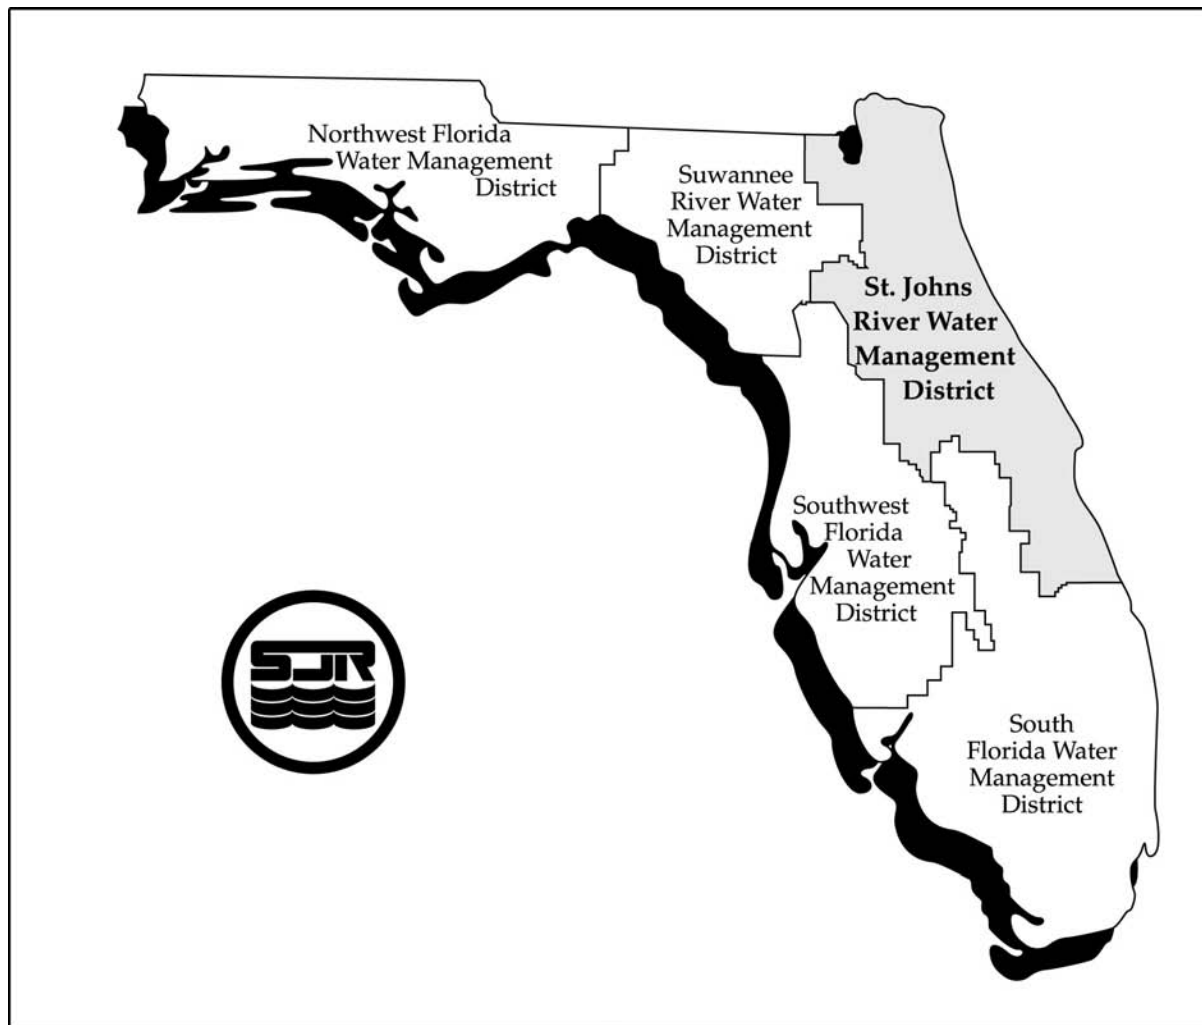 Northwest Florida
Water Management
District
Suwannee
River Water
Management
District
St. Johns
River Water
Management
District
Southwest
Florida
Water
Management
District
SJR
South
Florida Water
Management
District